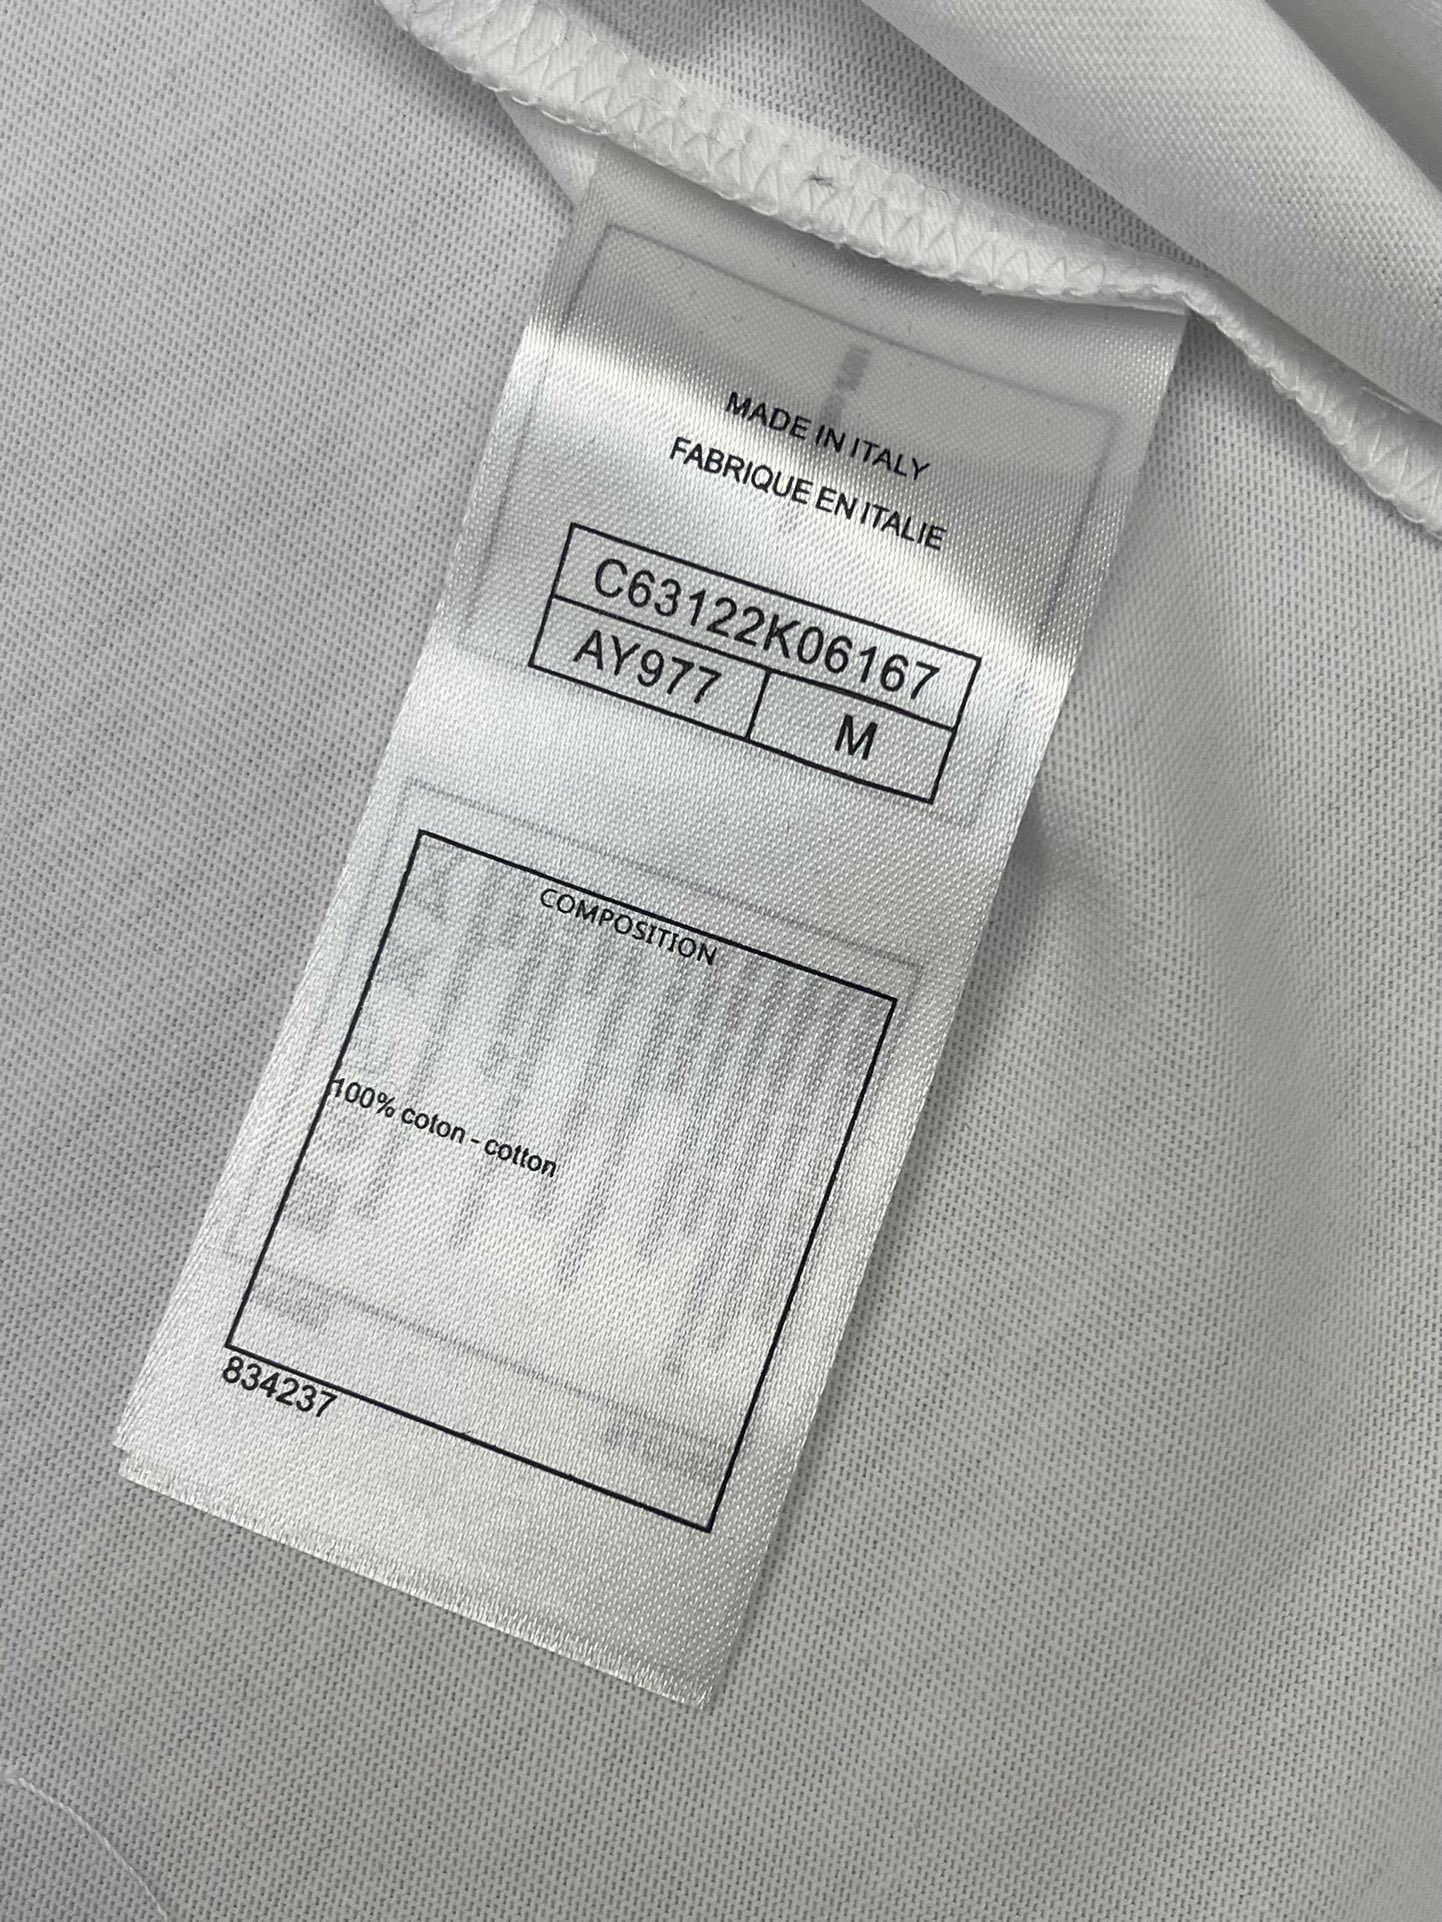 MADE IN ITALY
FABRIQUE EN ITALIE
C63122K06167
AY977 M
COMPOSITION
100% coton - cotton
834237